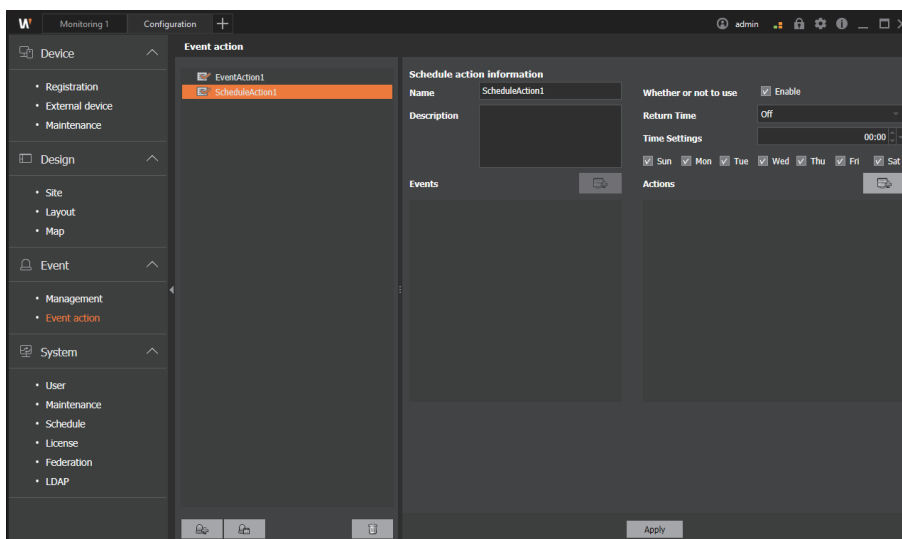 W Monitoring 1 Configuration admin
Device
Registration
External device
Maintenance
Design
Site
Layout
Map
Event
Management
Event action
System
User
Maintenance
Schedule
License
Federation
LDAP
Event action
EventAction1
ScheduleAction1
Schedule action information
Name ScheduleAction1
Description
Whether or not to use Enable
Return Time Off
Time Settings 00:00
Sun Mon Tue Wed Thu Fri Sat
Events
Actions
Apply